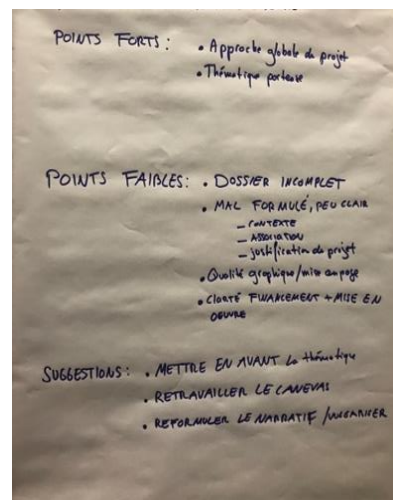 POINTS FORTS : • Approche globale du projet
• Thématique porteuse
POINTS FAIBLES : • DOSSIER INCOMPLET
• MAL FORMULÉ, PEU CLAIR
– CONTEXTE
– ASSOCIATION
– justification du projet
• Qualité graphique/mise en page
• CLARTÉ FINANCEMENT + MISE EN
OEUVRE
SUGGESTIONS : • METTRE EN AVANT la thématique
• RETRAVAILLER LE CANEVAS
• REFORMULER LE NARRATIF /